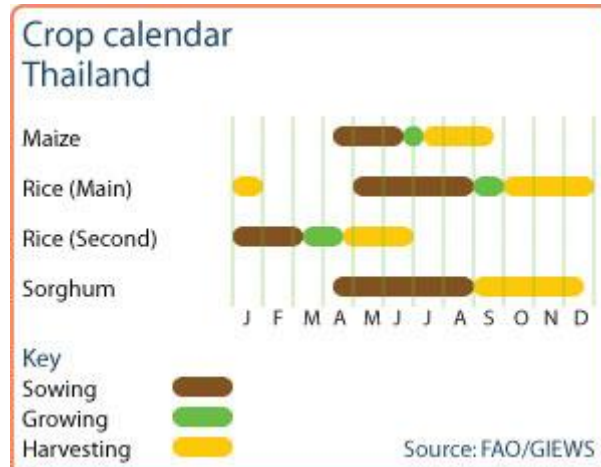 Crop calendar
Thailand
Maize
Rice (Main)
Rice (Second)
Sorghum
J F M A M J J A S O N D
Key
Sowing
Growing
Harvesting
Source: FAO/GIEWS